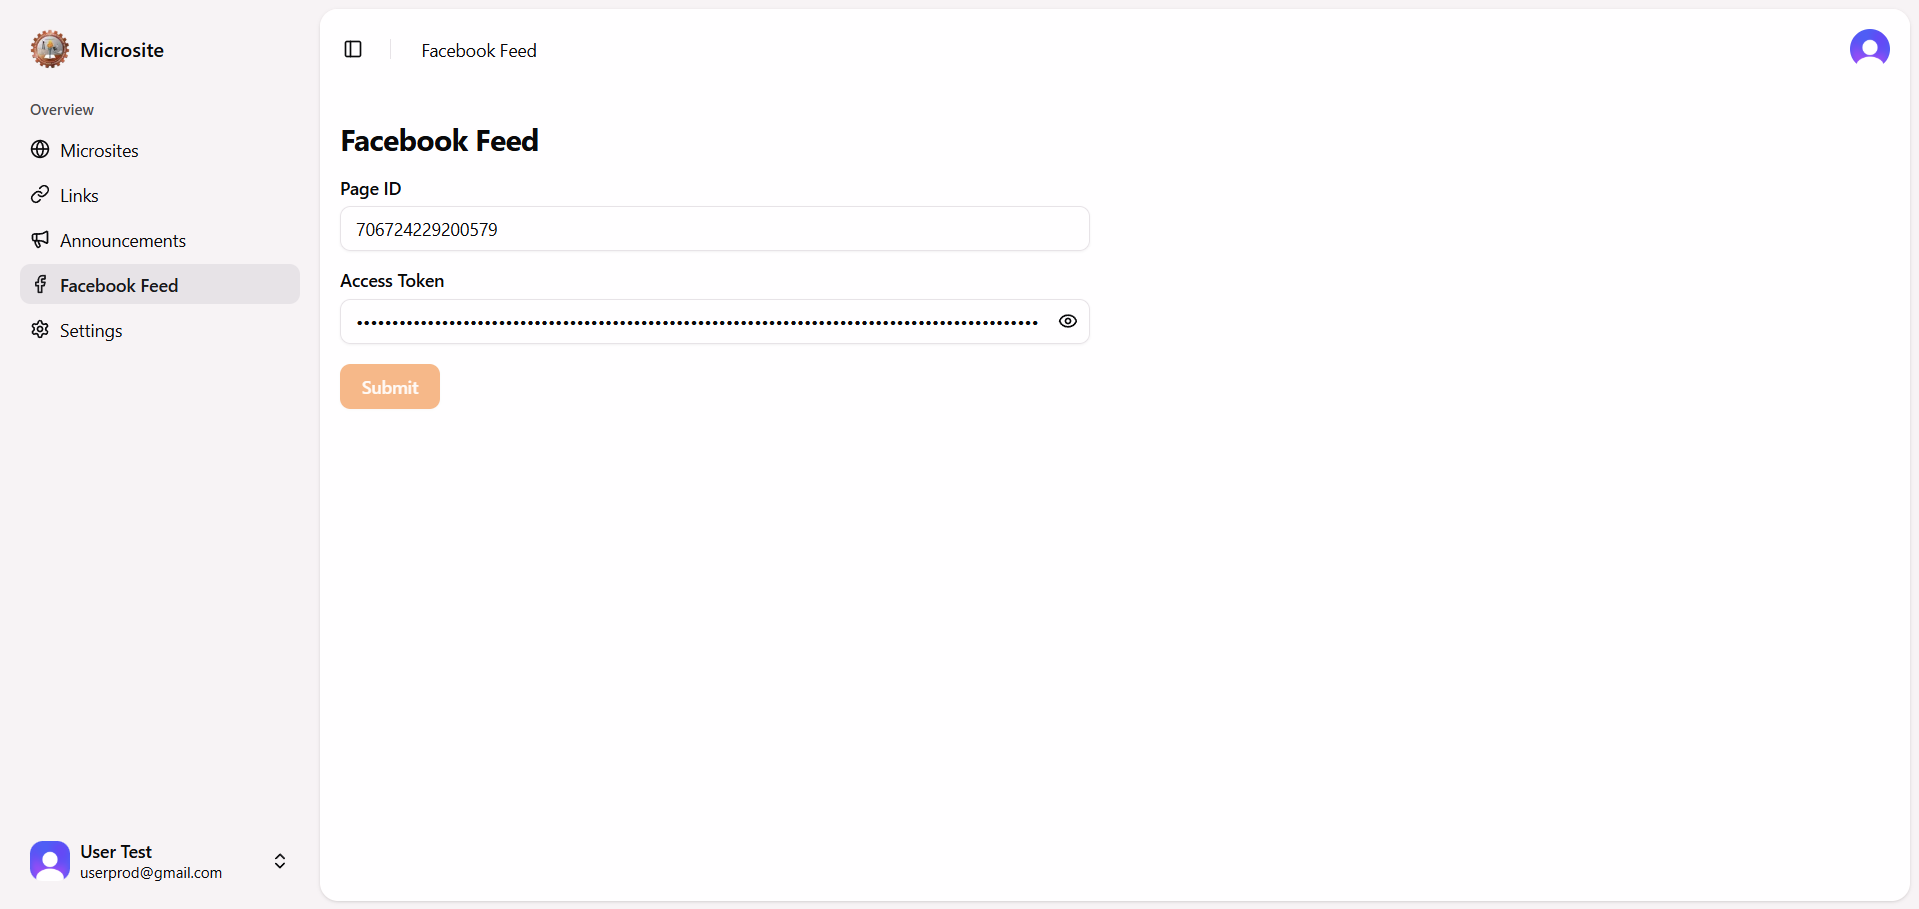 Microsite
Overview
Microsites
Links
Announcements
Facebook Feed
Settings
User Test
userprod@gmail.com
Facebook Feed
Facebook Feed
Page ID
706724229200579
Access Token
Submit